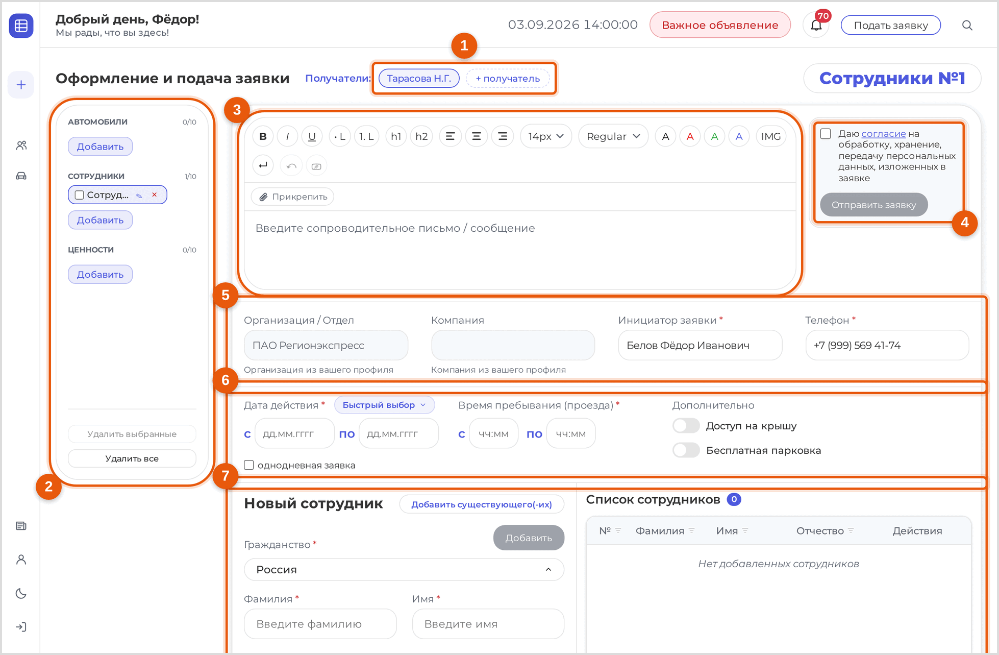 Добрый день, Фёдор!
Мы рады, что вы здесь!
03.09.2026 14:00:00
Важное объявление
70
Подать заявку
1
Оформление и подача заявки
Получатели:
Тарасова Н.Г.
+ получатель
Сотрудники №1
АВТОМОБИЛИ 0/10
Добавить
СОТРУДНИКИ 1/10
Сотруд...
Добавить
ЦЕННОСТИ 0/10
Добавить
Удалить выбранные
Удалить все
2
3
B I U · L 1. L h1 h2 14px Regular A A A A IMG
Прикрепить
Введите сопроводительное письмо / сообщение
Даю согласие на
обработку, хранение,
передачу персональных
данных, изложенных в
заявке
Отправить заявку
4
5
Организация / Отдел
Компания
Инициатор заявки *
Телефон *
ПАО Регионэкспресс
Белов Фёдор Иванович
+7 (999) 569 41-74
Организация из вашего профиля
Компания из вашего профиля
6
Дата действия *
Быстрый выбор
Время пребывания (проезда) *
Дополнительно
с дд.мм.гггг по дд.мм.гггг
с чч:мм по чч:мм
Доступ на крышу
Бесплатная парковка
однодневная заявка
7
Новый сотрудник
Добавить существующего(-их)
Добавить
Гражданство *
Россия
Фамилия *
Имя *
Введите фамилию
Введите имя
Список сотрудников 0
№ Фамилия Имя Отчество Действия
Нет добавленных сотрудников